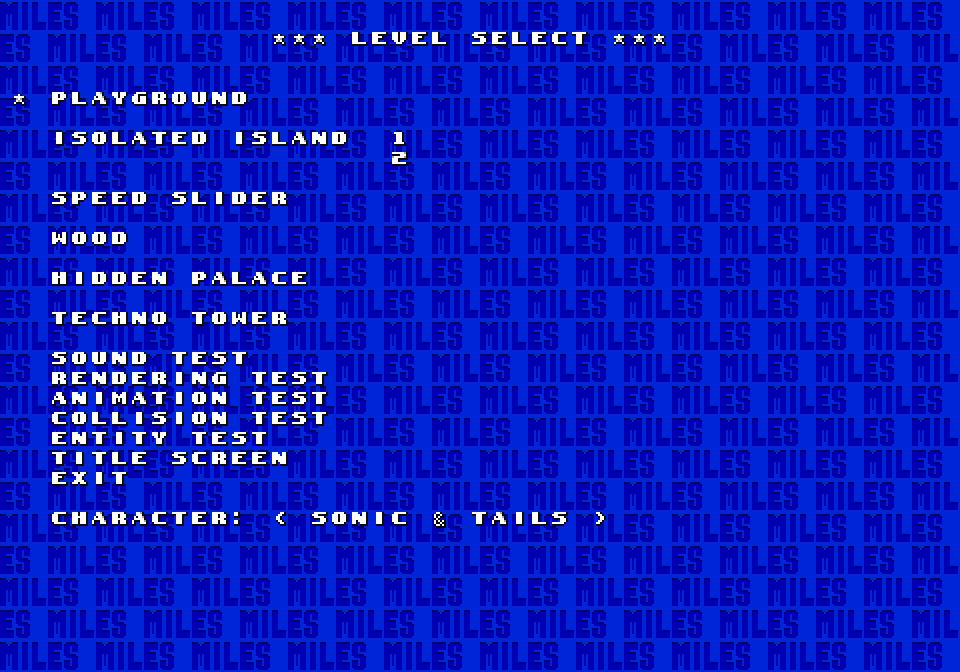 *** LEVEL SELECT ***
* PLAYGROUND
ISOLATED ISLAND 1
2
SPEED SLIDER
WOOD
HIDDEN PALACE
TECHNO TOWER
SOUND TEST
RENDERING TEST
ANIMATION TEST
COLLISION TEST
ENTITY TEST
TITLE SCREEN
EXIT
CHARACTER: < SONIC & TAILS >